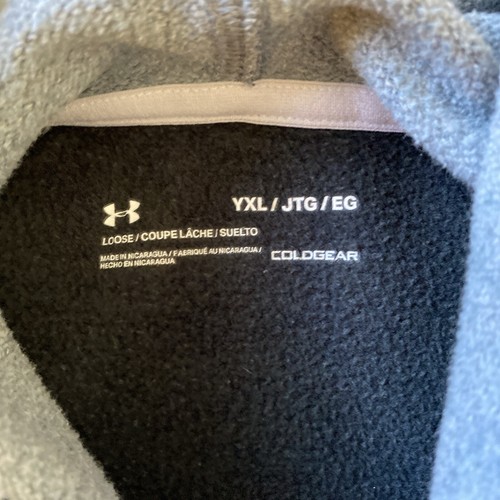 YXL / JTG / EG
LOOSE / COUPE LÂCHE / SUELTO
MADE IN NICARAGUA / FABRIQUÉ AU NICARAGUA /
HECHO EN NICARAGUA
COLDGEAR